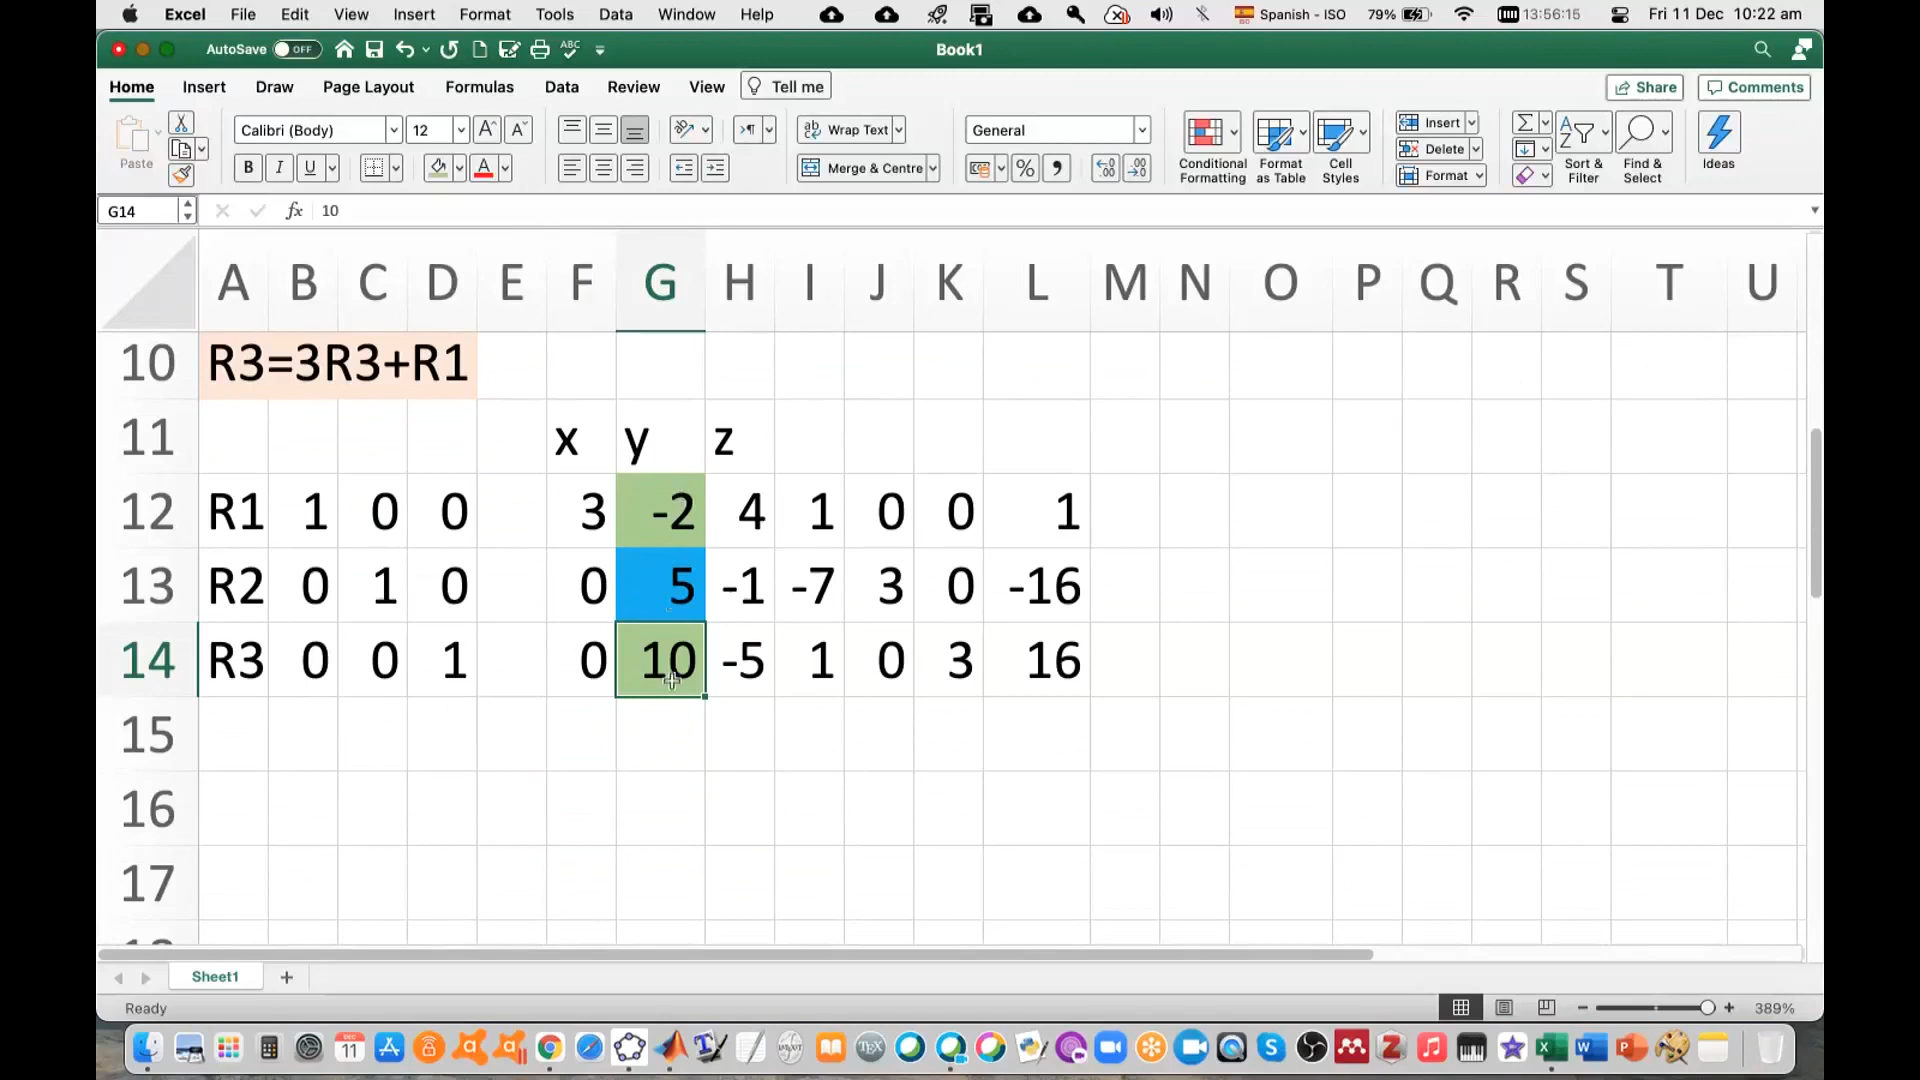 Excel File Edit View Insert Format Tools Data Window Help Spanish - ISO 79% 13:56:15 Fri 11 Dec 10:22 am
AutoSave OFF ABC Book1
Home Insert Draw Page Layout Formulas Data Review View Tell me Share Comments
Paste Calibri (Body) 12 A A Wrap Text General Insert
B I U A Merge & Centre % Conditional Formatting Format as Table Cell Styles Delete Format Sort & Filter Find & Select Ideas
G14 fx 10
A B C D E F G H I J K L M N O P Q R S T U
10 R3=3R3+R1
11 x y z
12 R1 1 0 0 3 -2 4 1 0 0 1
13 R2 0 1 0 0 5 -1 -7 3 0 -16
14 R3 0 0 1 0 10 -5 1 0 3 16
15
16
17
Sheet1 +
Ready 389%
DEC 11 TEX